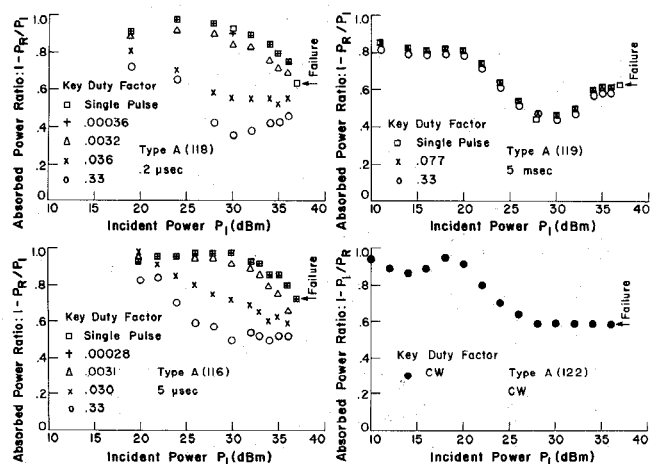 Absorbed Power Ratio: 1-PR/PI
1.0
.8
.6
.4
.2
0
Key Duty Factor
□ Single Pulse
+ .00036
△ .0032
x .036
o .33
Type A (118)
.2 μsec
Failure
10 15 20 25 30 35 40
Incident Power PI (dBm)
Absorbed Power Ratio: 1-PR/PI
1.0
.8
.6
.4
.2
0
Key Duty Factor
□ Single Pulse
x .077
o .33
Type A (119)
5 msec
Failure
10 15 20 25 30 35 40
Incident Power PI (dBm)
Absorbed Power Ratio: 1-PR/PI
1.0
.8
.6
.4
.2
0
Key Duty Factor
□ Single Pulse
+ .00028
△ .0031
x .030
o .33
Type A (116)
5 μsec
Failure
10 15 20 25 30 35 40
Incident Power PI (dBm)
Absorbed Power Ratio: 1-PI/PR
1.0
.8
.6
.4
.2
0
Key Duty Factor
● CW
Type A (122)
CW
Failure
10 15 20 25 30 35 40
Incident Power PI (dBm)